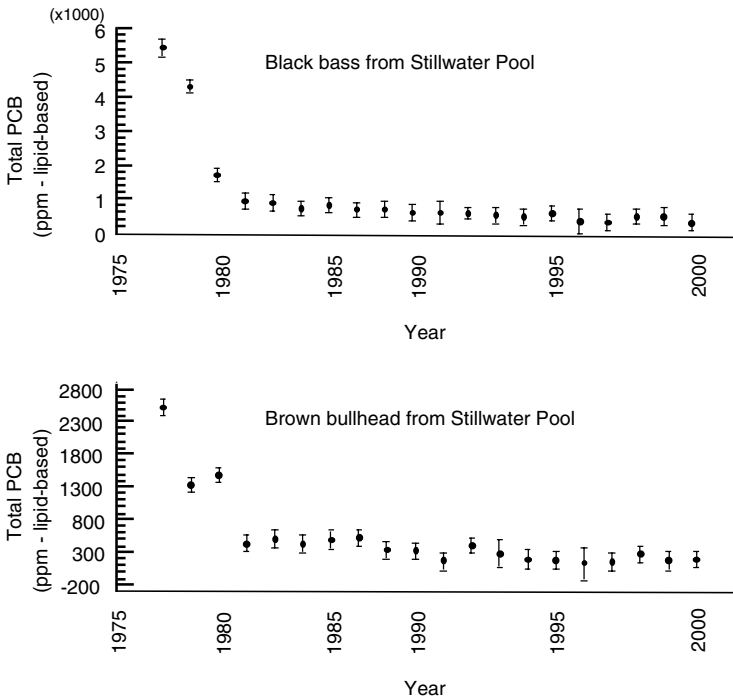 (x1000)
6
5
4
3
2
1
0
Total PCB
(ppm - lipid-based)
Black bass from Stillwater Pool
1975
1980
1985
1990
1995
2000
Year
2800
2300
1800
1300
800
300
-200
Total PCB
(ppm - lipid-based)
Brown bullhead from Stillwater Pool
1975
1980
1985
1990
1995
2000
Year